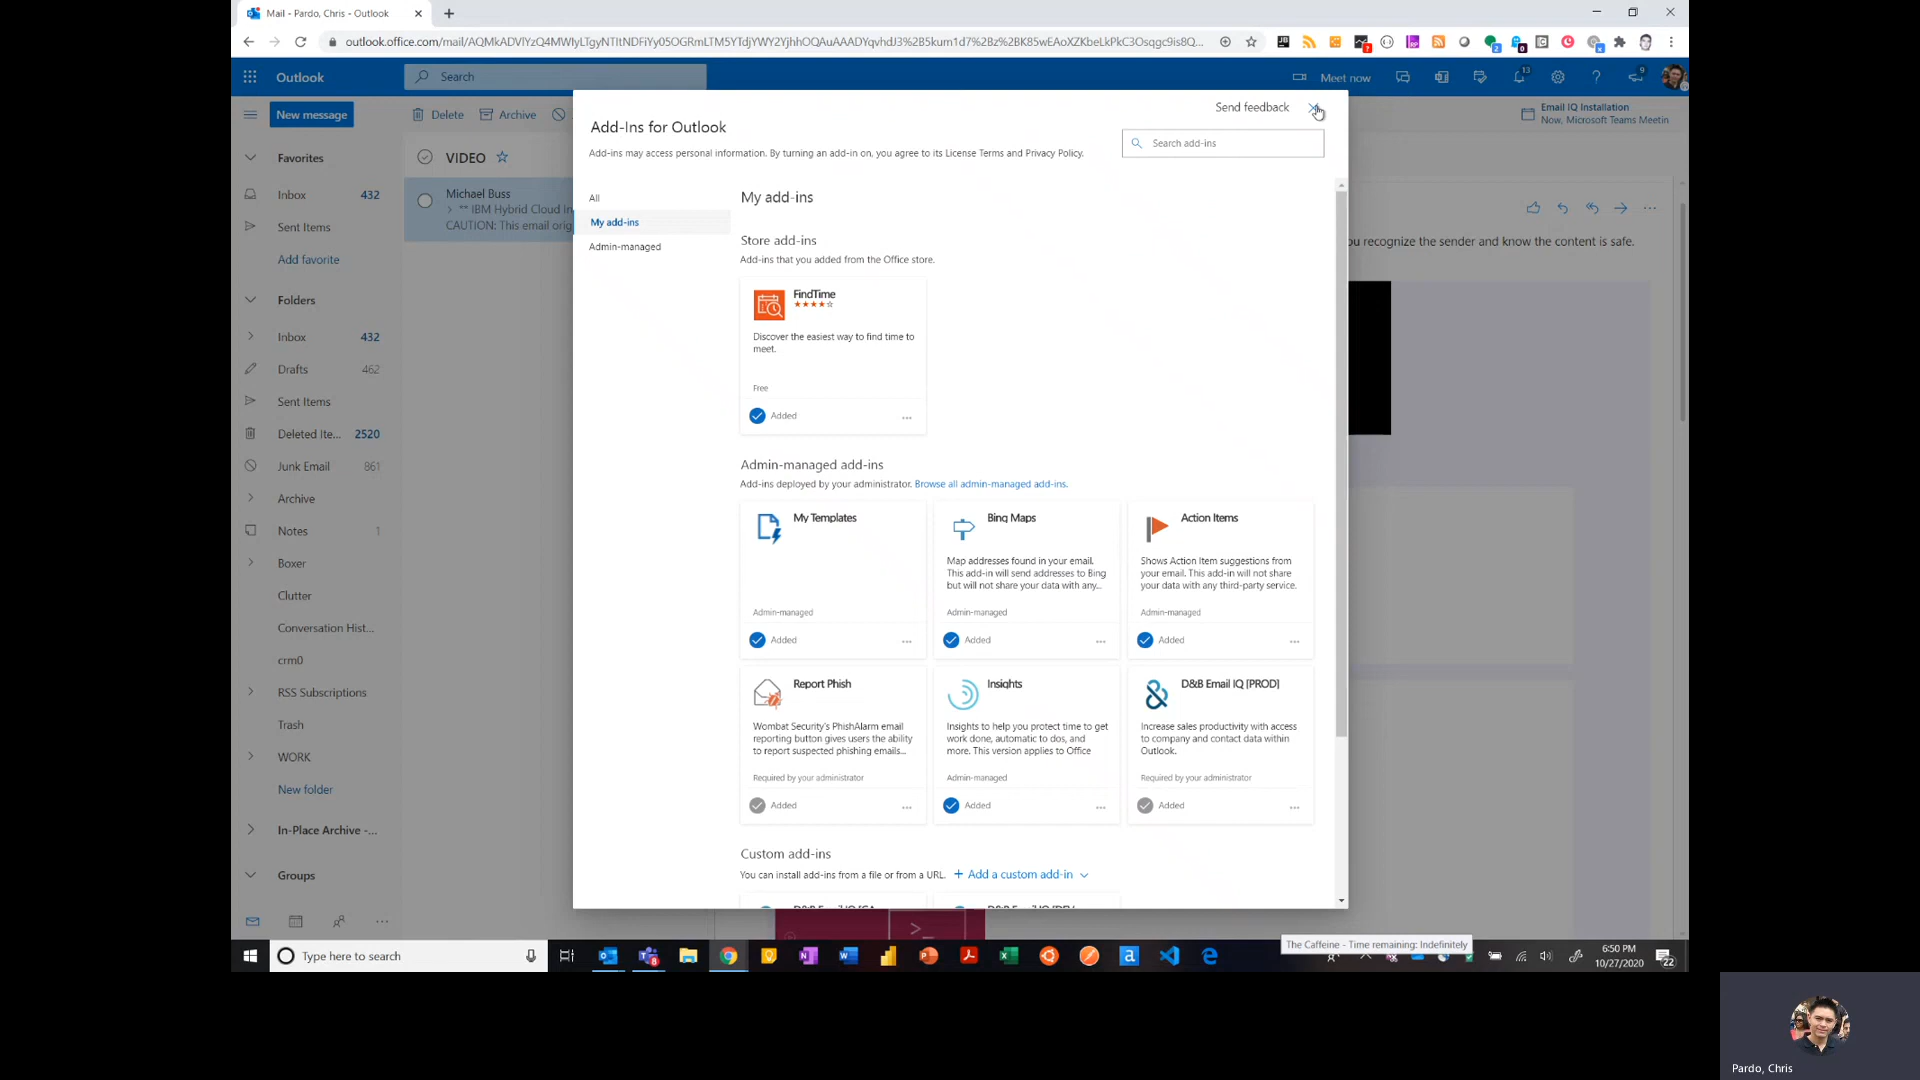 Mail - Pardo, Chris - Outlook
outlook.office.com/mail/
Outlook
Search
Meet now
13
9
New message
Delete
Archive
Email IQ Installation
Now, Microsoft Teams Meetin
Favorites
Inbox 432
Sent Items
Add favorite
Folders
Inbox 432
Drafts 462
Sent Items
Deleted Ite... 2520
Junk Email 861
Archive
Notes 1
Boxer
Clutter
Conversation Hist...
crm0
RSS Subscriptions
Trash
WORK
New folder
In-Place Archive -...
Groups
VIDEO
Michael Buss
> ** IBM Hybrid Cloud In
CAUTION: This email orig
ou recognize the sender and know the content is safe.
Send feedback
Add-Ins for Outlook
Add-ins may access personal information. By turning an add-in on, you agree to its License Terms and Privacy Policy.
Search add-ins
All
My add-ins
Admin-managed
My add-ins
Store add-ins
Add-ins that you added from the Office store.
FindTime
Discover the easiest way to find time to
meet.
Free
Added
Admin-managed add-ins
Add-ins deployed by your administrator. Browse all admin-managed add-ins.
My Templates
Admin-managed
Added
Bing Maps
Map addresses found in your email.
This add-in will send addresses to Bing
but will not share your data with any...
Admin-managed
Added
Action Items
Shows Action Item suggestions from
your email. This add-in will not share
your data with any third-party service.
Admin-managed
Added
Report Phish
Wombat Security's PhishAlarm email
reporting button gives users the ability
to report suspected phishing emails...
Required by your administrator
Added
Insights
Insights to help you protect time to get
work done, automatic to dos, and
more. This version applies to Office
Admin-managed
Added
D&B Email IQ [PROD]
Increase sales productivity with access
to company and contact data within
Outlook.
Required by your administrator
Added
Custom add-ins
You can install add-ins from a file or from a URL. + Add a custom add-in
The Caffeine - Time remaining: Indefinitely
Type here to search
6:50 PM
10/27/2020
22
Pardo, Chris